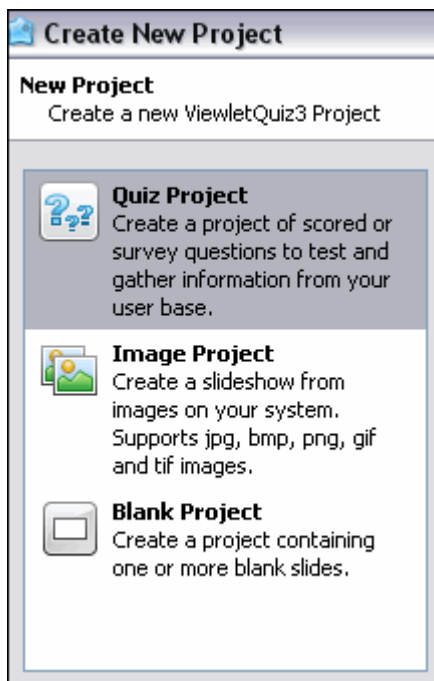 Create New Project
New Project
Create a new ViewletQuiz3 Project
Quiz Project
Create a project of scored or
survey questions to test and
gather information from your
user base.
Image Project
Create a slideshow from
images on your system.
Supports jpg, bmp, png, gif
and tif images.
Blank Project
Create a project containing
one or more blank slides.